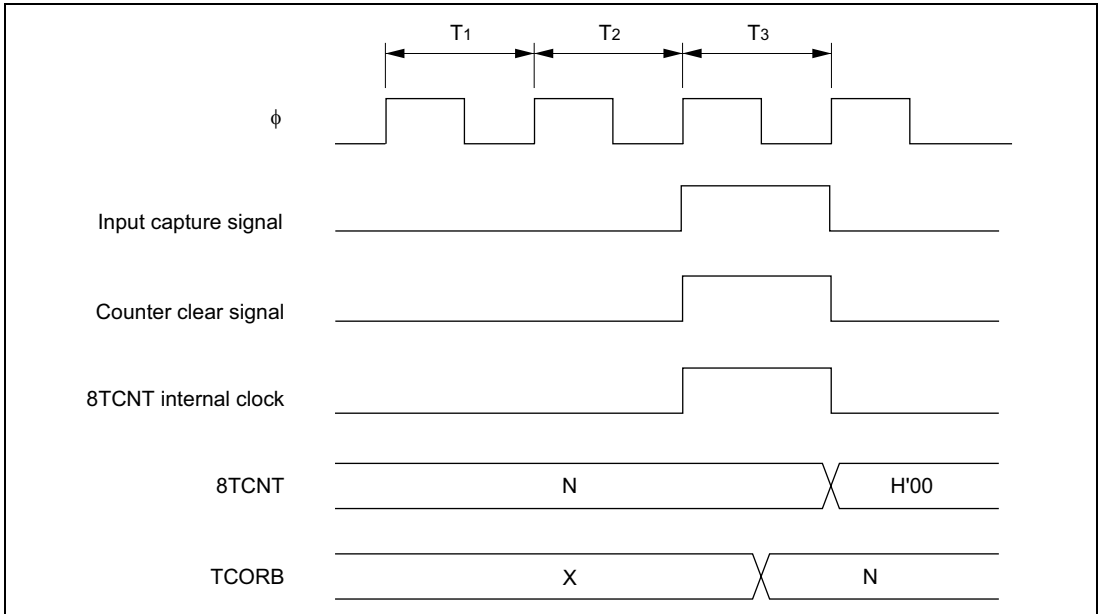 T1 T2 T3
φ
Input capture signal
Counter clear signal
8TCNT internal clock
8TCNT N H'00
TCORB X N